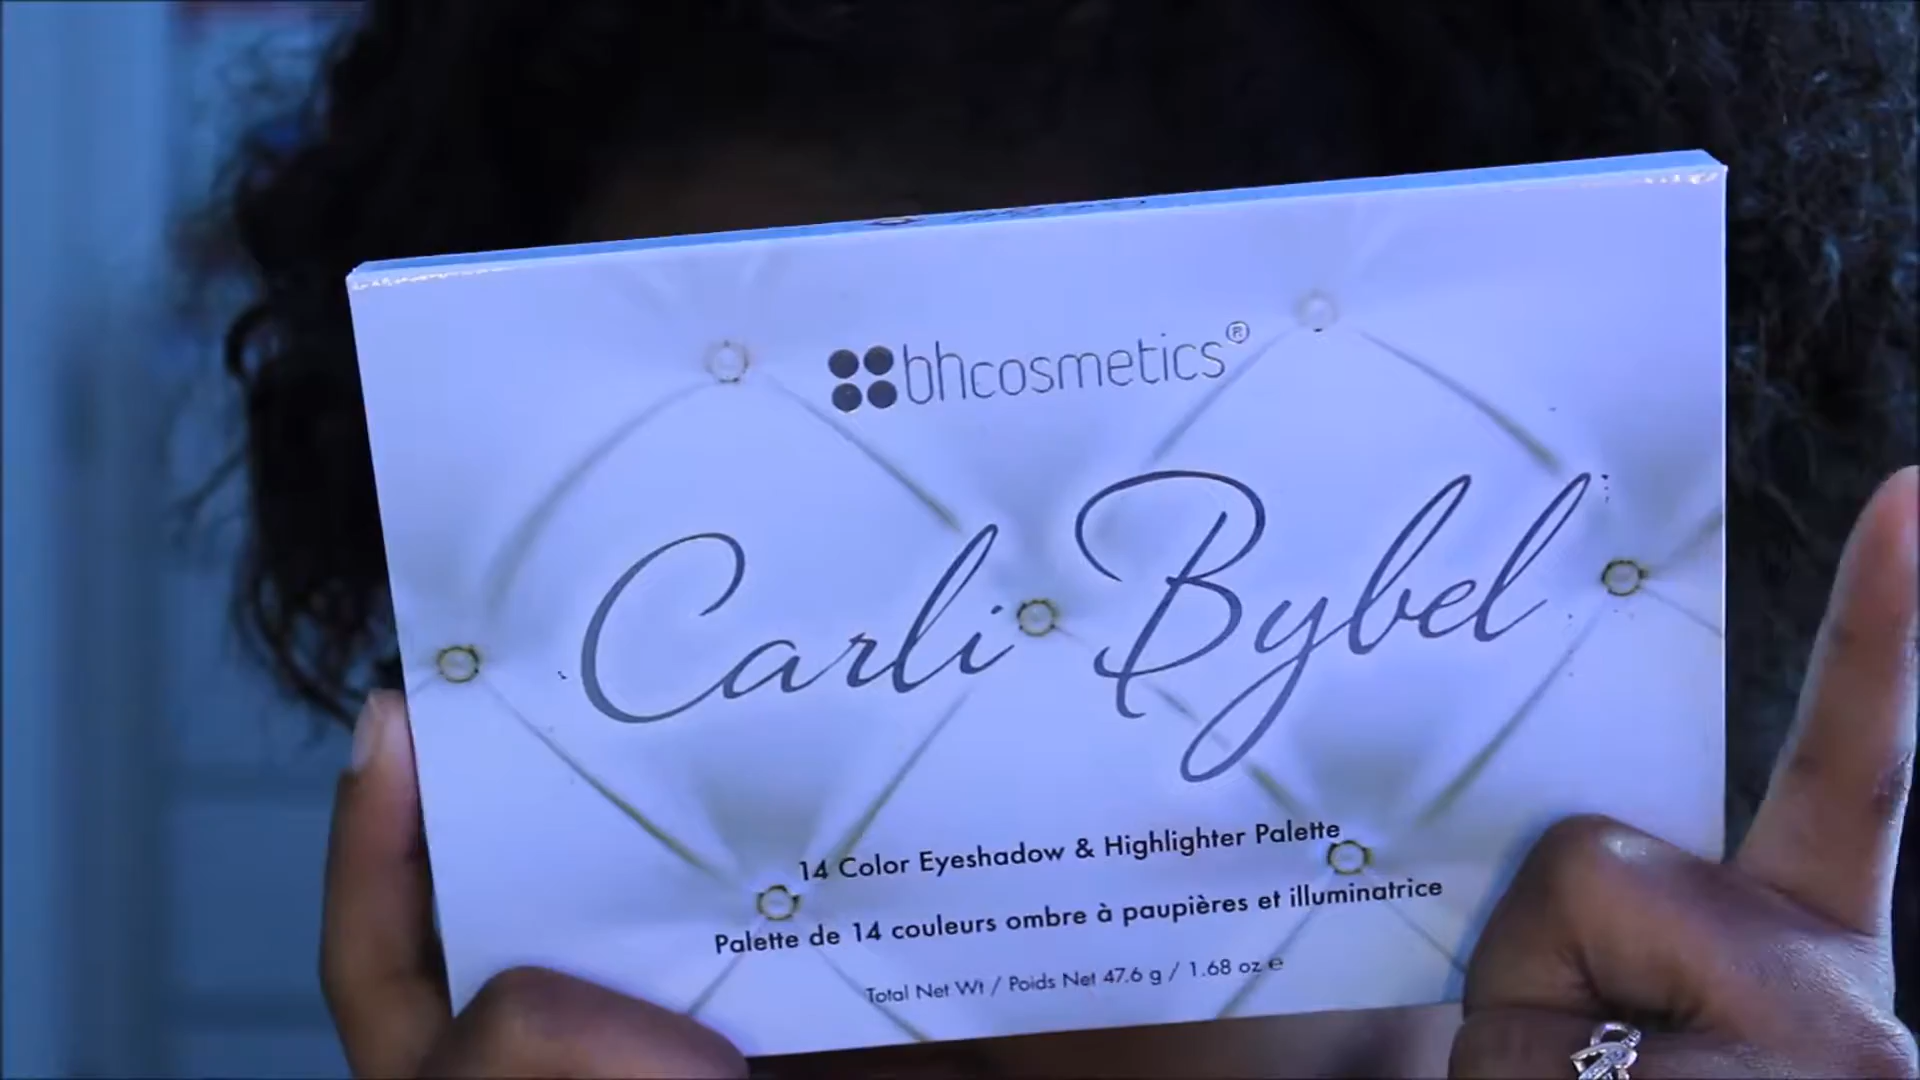 bhcosmetics®
Carli Bybel
14 Color Eyeshadow & Highlighter Palette
Palette de 14 couleurs ombre à paupières et illuminatrice
Total Net Wt / Poids Net 47.6 g / 1.68 oz e